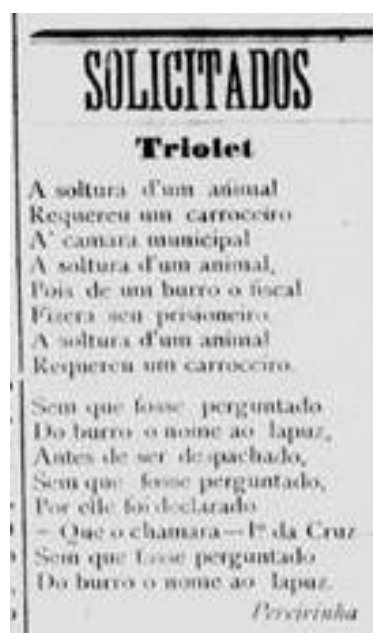 SOLICITADOS
Triolet
A soltura d'um animal
Requereu um carroceiro
A' camara municipal
A soltura d'um animal,
Pois de um burro o fiscal
Fizera seu prisioneiro
A soltura d'um animal
Requereu um carroceiro.
Sem que fosse perguntado
Do burro o nome ao lapuz,
Antes de ser despachado,
Sem que fosse perguntado,
Por elle foi declarado
– Que o chamara — da Cruz
Sem que fosse perguntado
Do burro o nome ao lapuz.
Pereirinha